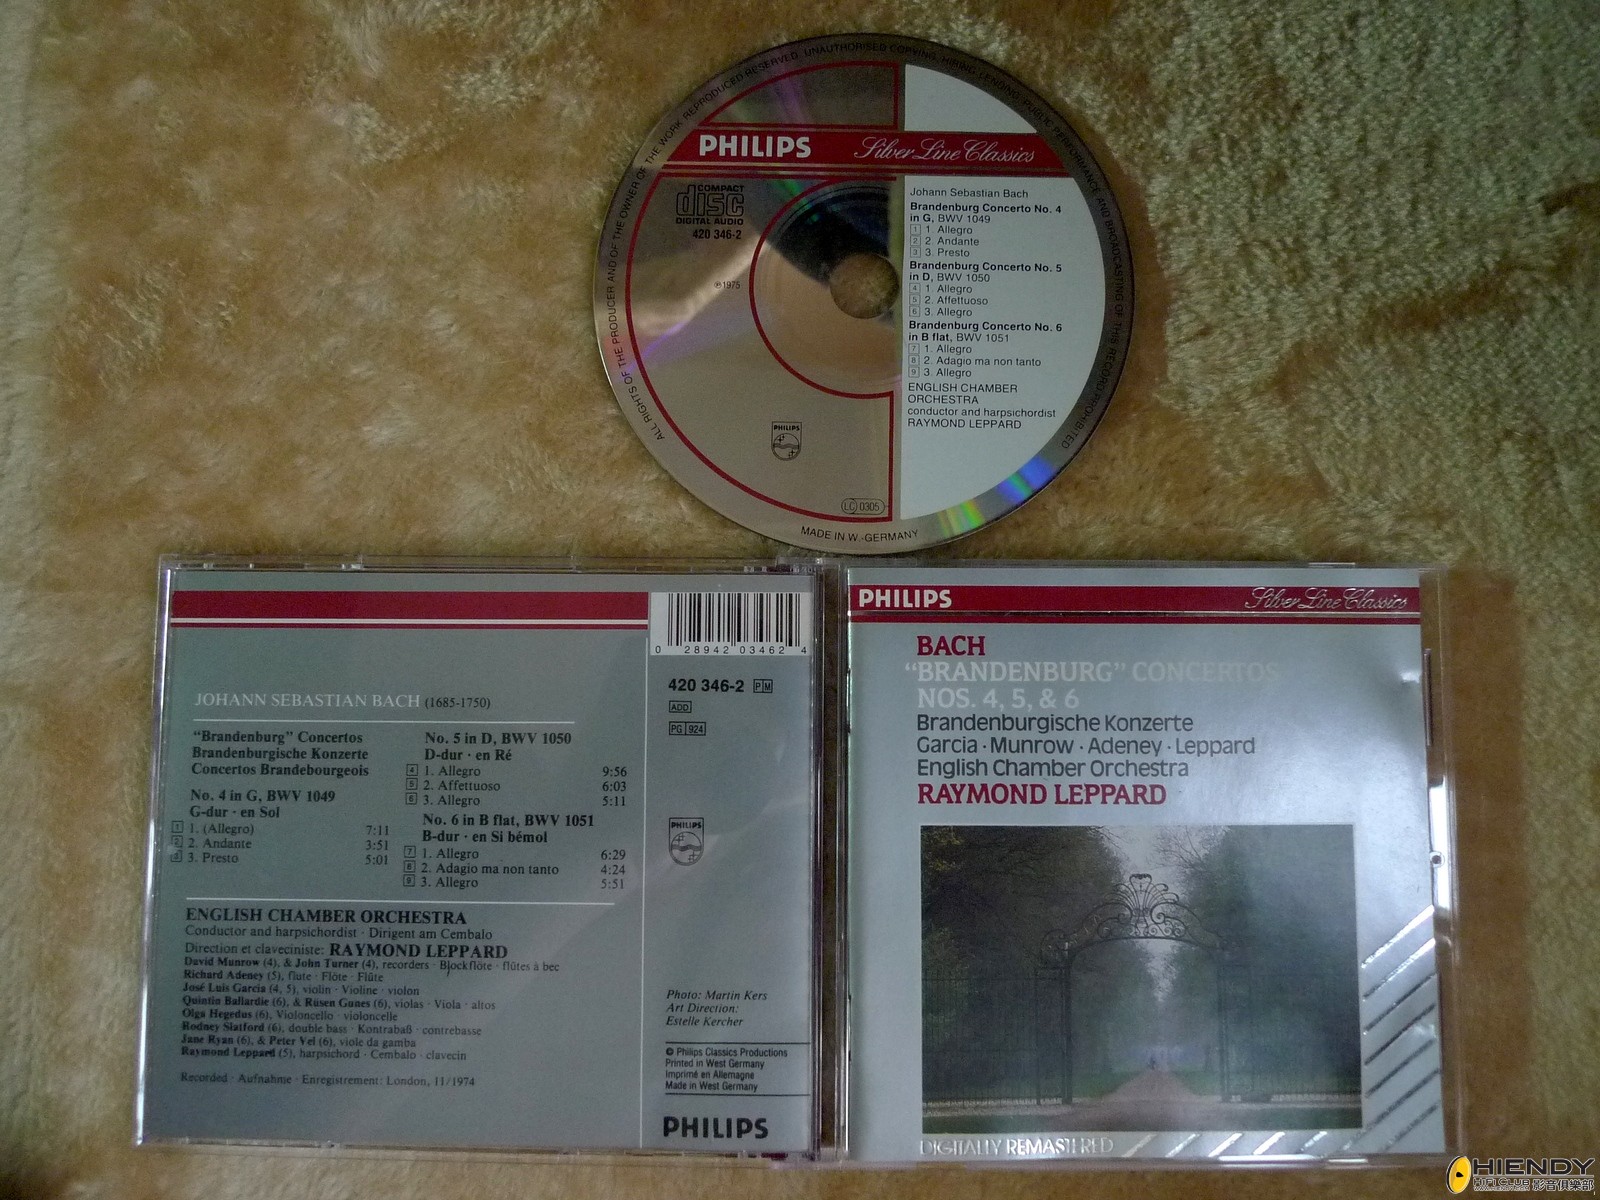 ALL RIGHTS OF THE PRODUCER AND OF THE OWNER OF THE WORK REPRODUCED RESERVED. UNAUTHORISED COPYING, HIRING, LENDING, PUBLIC PERFORMANCE AND BROADCASTING OF THIS RECORD PROHIBITED
PHILIPS Silver Line Classics
COMPACT
disc
DIGITAL AUDIO
420 346-2
℗1975
PHILIPS
LC 0305
Johann Sebastian Bach
Brandenburg Concerto No. 4
in G, BWV 1049
1 1. Allegro
2 2. Andante
3 3. Presto
Brandenburg Concerto No. 5
in D, BWV 1050
4 1. Allegro
5 2. Affettuoso
6 3. Allegro
Brandenburg Concerto No. 6
in B flat, BWV 1051
7 1. Allegro
8 2. Adagio ma non tanto
9 3. Allegro
ENGLISH CHAMBER
ORCHESTRA
conductor and harpsichordist
RAYMOND LEPPARD
MADE IN W.-GERMANY
JOHANN SEBASTIAN BACH (1685-1750)
"Brandenburg" Concertos
Brandenburgische Konzerte
Concertos Brandebourgeois
No. 4 in G, BWV 1049
G-dur · en Sol
1 1. (Allegro) 7:11
2 2. Andante 3:51
3 3. Presto 5:01
No. 5 in D, BWV 1050
D-dur · en Ré
4 1. Allegro 9:56
5 2. Affettuoso 6:03
6 3. Allegro 5:11
No. 6 in B flat, BWV 1051
B-dur · en Si bémol
7 1. Allegro 6:29
8 2. Adagio ma non tanto 4:24
9 3. Allegro 5:51
ENGLISH CHAMBER ORCHESTRA
Conductor and harpsichordist · Dirigent am Cembalo
Direction et claveciniste: RAYMOND LEPPARD
David Munrow (4), & John Turner (4), recorders · Blockflöte · flûtes à bec
Richard Adeney (5), flute · Flöte · Flûte
José Luis Garcia (4, 5), violin · Violine · violon
Quintin Ballardie (6), & Rüsen Gunes (6), violas · Viola · altos
Olga Hegedus (6), Violoncello · violoncelle
Rodney Slatford (6), double bass · Kontrabaß · contrebasse
Jane Ryan (6), & Peter Vel (6), viole da gamba
Raymond Leppard (5), harpsichord · Cembalo · clavecin
Recorded · Aufnahme · Enregistrement: London, 11/1974
0 28942 03462 4
420 346-2 PM
ADD
PG 924
PHILIPS
Photo: Martin Kers
Art Direction:
Estelle Kercher
© Philips Classics Productions
Printed in West Germany
Imprimé en Allemagne
Made in West Germany
PHILIPS
PHILIPS Silver Line Classics
BACH
"BRANDENBURG" CONCERTOS
NOS. 4, 5, & 6
Brandenburgische Konzerte
Garcia · Munrow · Adeney · Leppard
English Chamber Orchestra
RAYMOND LEPPARD
DIGITALLY REMASTERED
HIENDY
HIFI CLUB 影音俱樂部